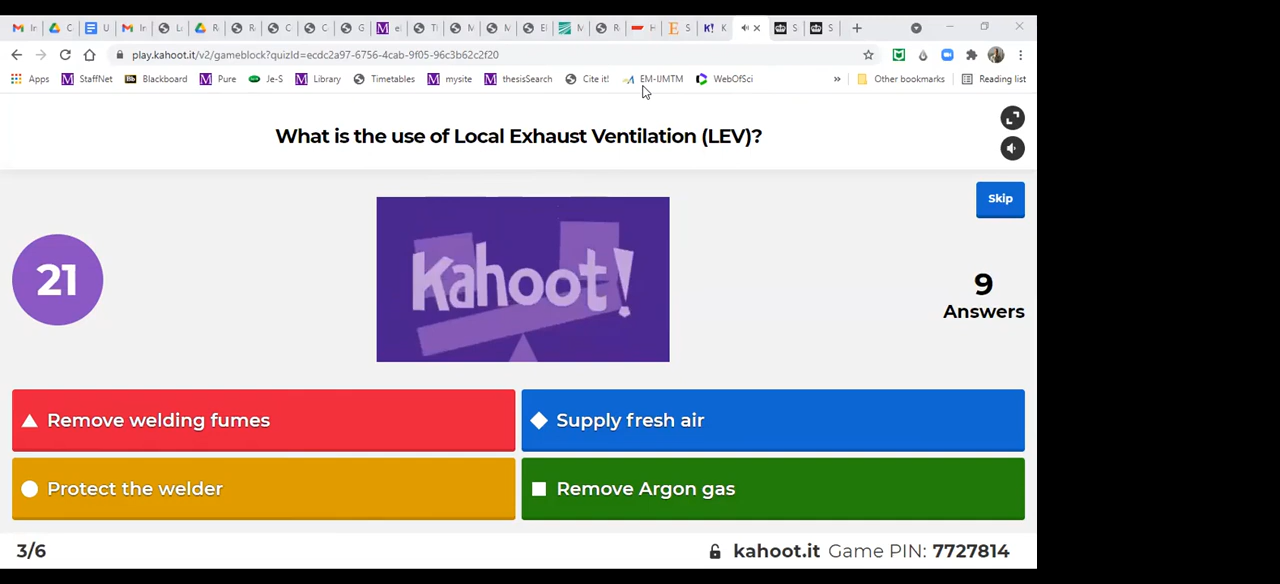 play.kahoot.it/v2/gameblock?quizId=ecdc2a97-6756-4cab-9f05-96c3b62c2f20
Apps StaffNet Blackboard Pure Je-S Library Timetables mysite thesisSearch Cite it! EM-IJMTM WebOfSci » Other bookmarks Reading list
What is the use of Local Exhaust Ventilation (LEV)?
Skip
21
Kahoot!
9
Answers
Remove welding fumes
Supply fresh air
Protect the welder
Remove Argon gas
3/6
kahoot.it Game PIN: 7727814